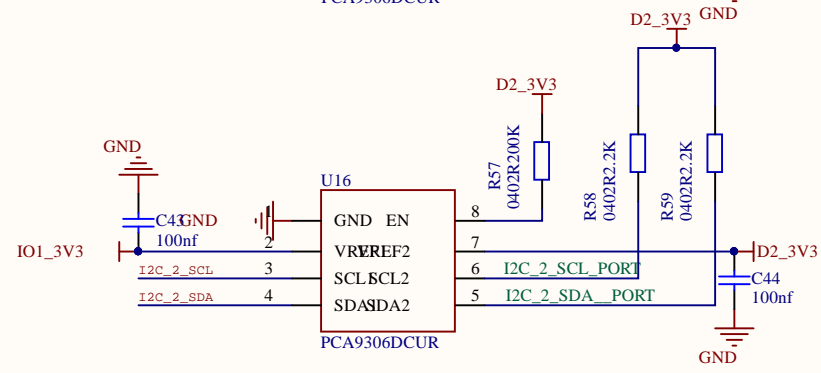 PCA9306DCUR
D2_3V3
GND
D2_3V3
R57
0402R200K
R58
0402R2.2K
R59
0402R2.2K
GND
U16
C43
GND
100nf
IO1_3V3
1
2
3
4
GND
EN
VREF1
VREF2
SCL1
SCL2
SDA1
SDA2
8
7
6
5
I2C_2_SCL
I2C_2_SDA
I2C_2_SCL_PORT
I2C_2_SDA__PORT
D2_3V3
C44
100nf
PCA9306DCUR
GND